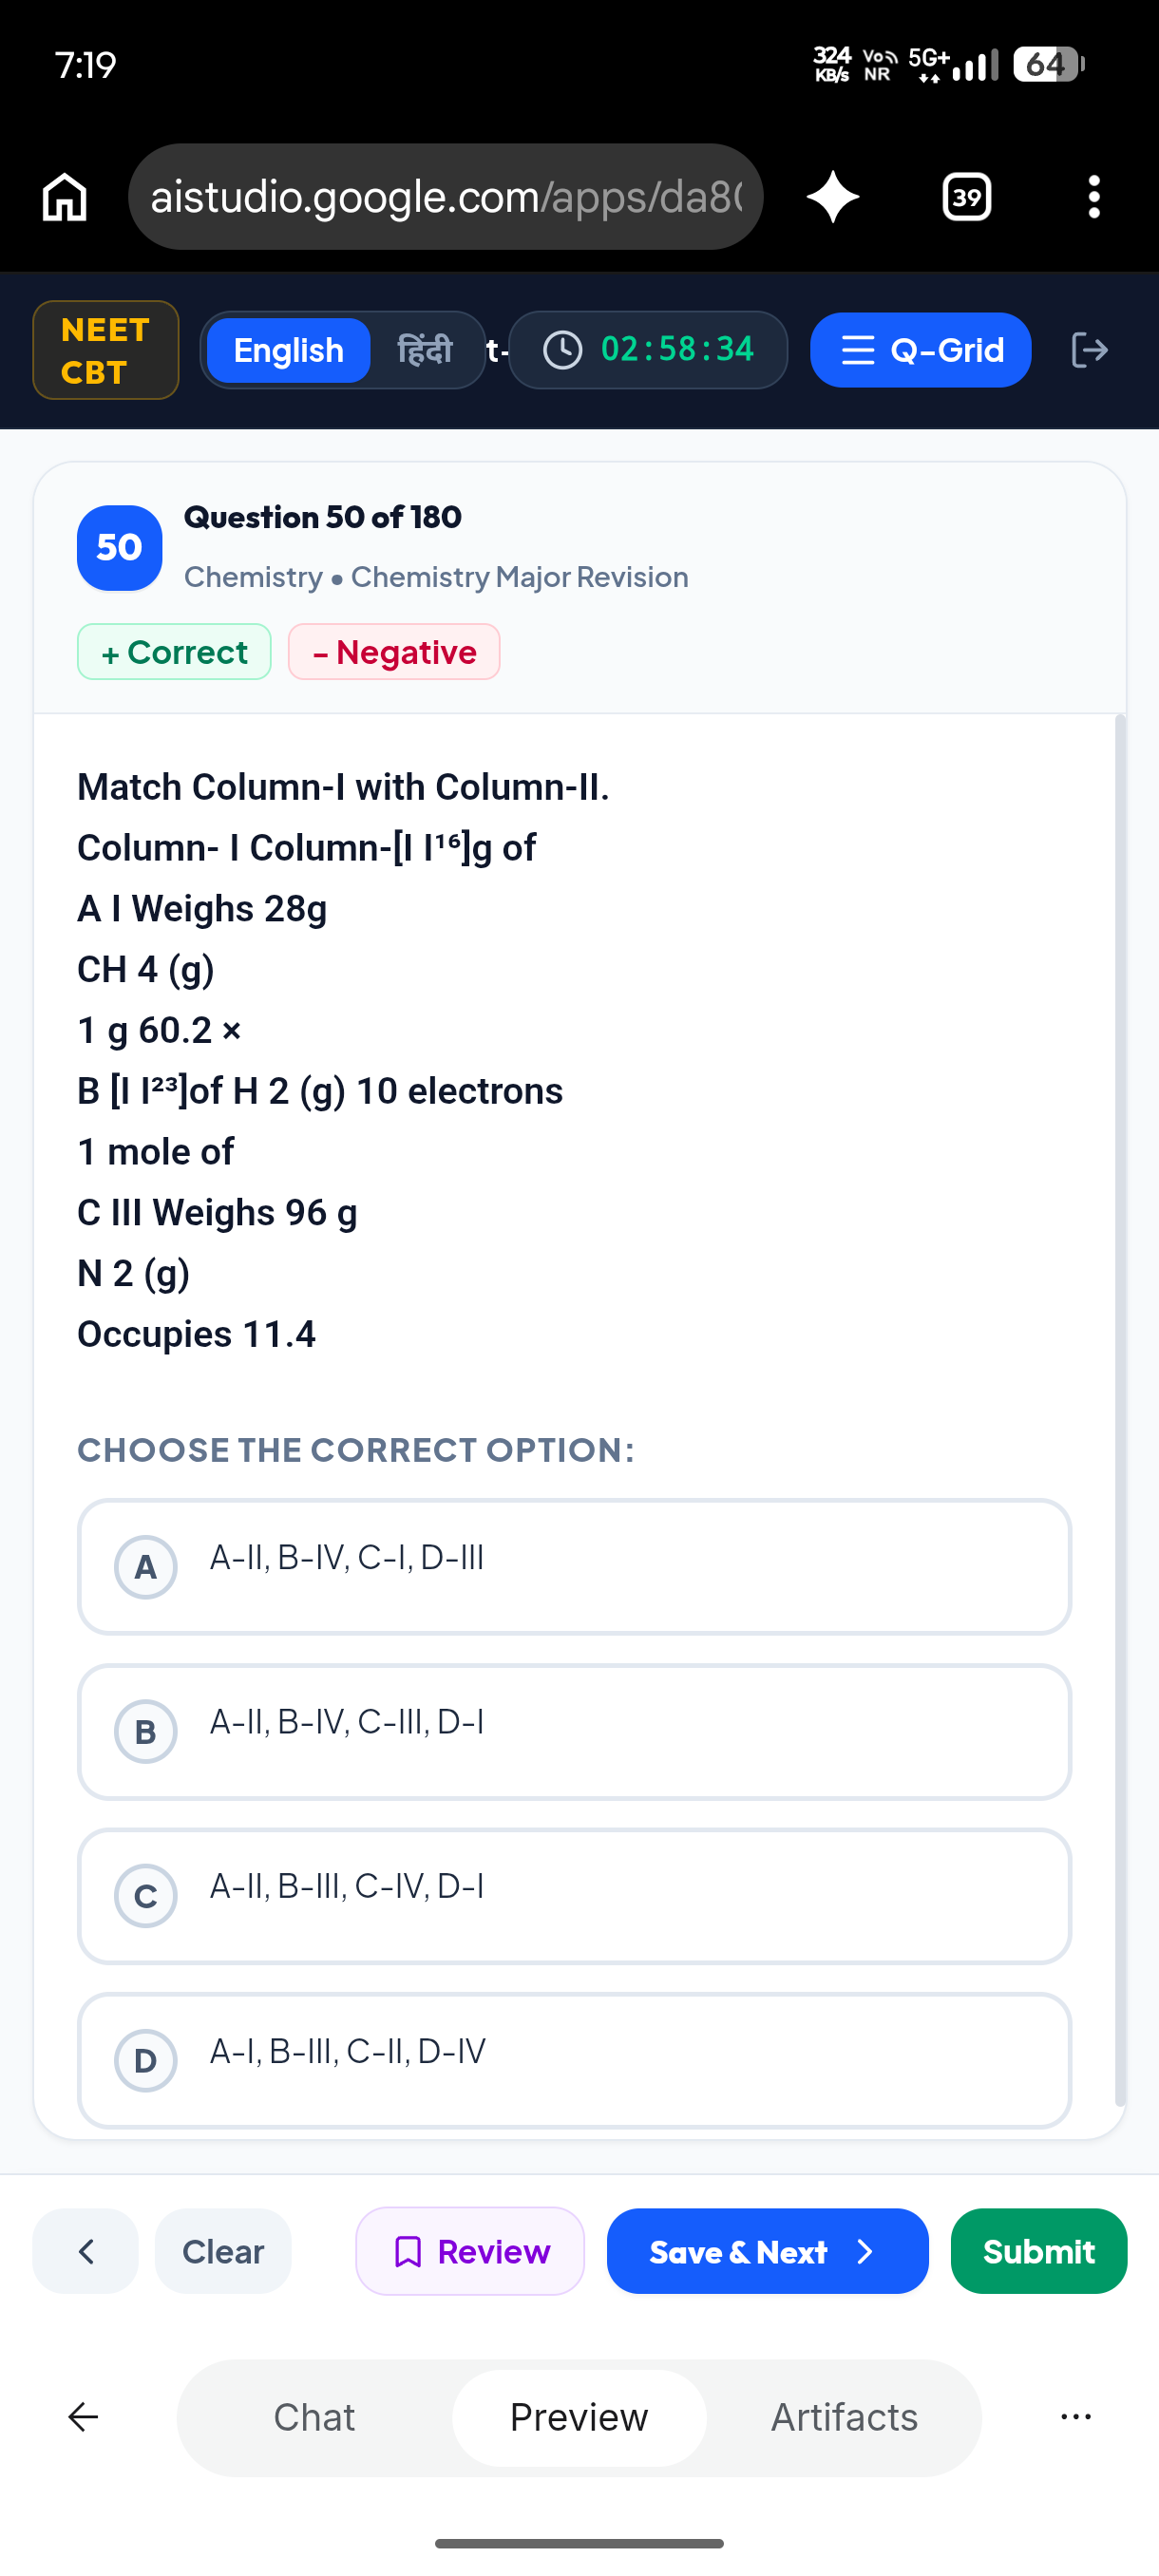 7:19
324 KB/s Vo NR 5G+ 64
aistudio.google.com/apps/da8
39
NEET CBT
English हिंदी t- 02:58:34 Q-Grid
50
Question 50 of 180
Chemistry • Chemistry Major Revision
+ Correct − Negative
Match Column-I with Column-II.
Column- I Column-[I I¹⁶]g of
A I Weighs 28g
CH 4 (g)
1 g 60.2 ×
B [I I²³]of H 2 (g) 10 electrons
1 mole of
C III Weighs 96 g
N 2 (g)
Occupies 11.4
CHOOSE THE CORRECT OPTION:
A A-II, B-IV, C-I, D-III
B A-II, B-IV, C-III, D-I
C A-II, B-III, C-IV, D-I
D A-I, B-III, C-II, D-IV
Clear Review Save & Next Submit
Chat Preview Artifacts